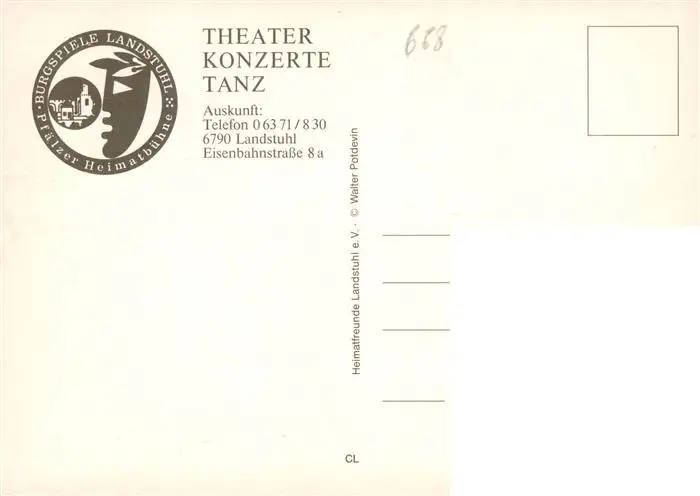 BURGSPIELE LANDSTUHL
Pfälzer Heimatbühne
THEATER
KONZERTE
TANZ
Auskunft:
Telefon 0 63 71 / 8 30
6790 Landstuhl
Eisenbahnstraße 8 a
668
Heimatfreunde Landstuhl e.V. · © Walter Potdevin
CL